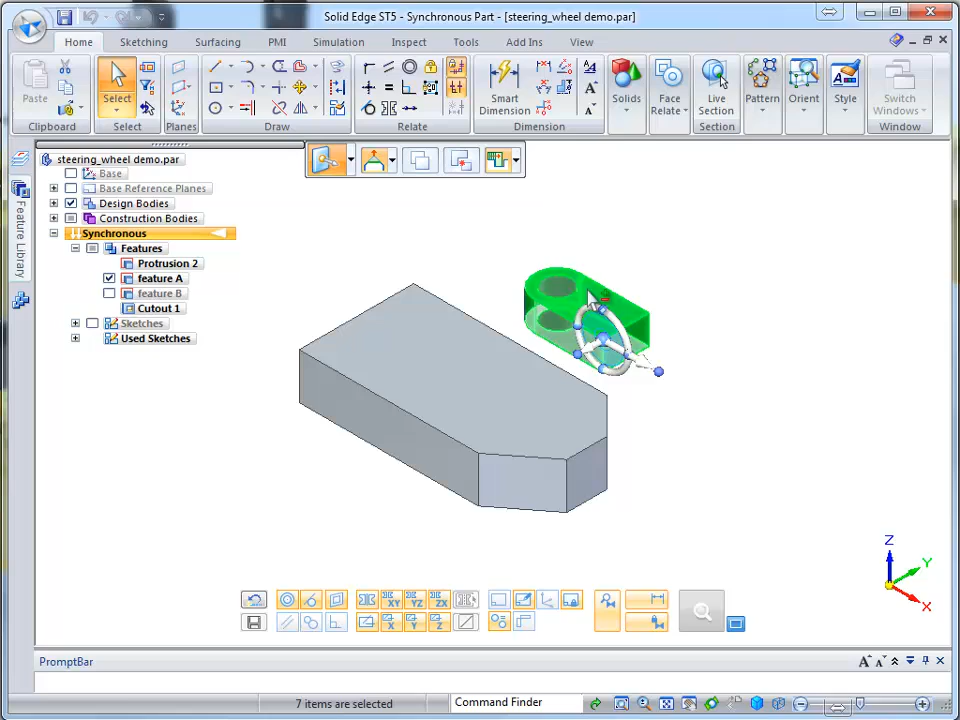 Solid Edge ST5 - Synchronous Part - [steering_wheel demo.par]
Home Sketching Surfacing PMI Simulation Inspect Tools Add Ins View
Paste Select Smart Dimension Solids Face Relate Live Section Pattern Orient Style Switch Windows
Clipboard Select Planes Draw Relate Dimension Section Window
Feature Library
steering_wheel demo.par
Base
Base Reference Planes
Design Bodies
Construction Bodies
Synchronous
Features
Protrusion 2
feature A
feature B
Cutout 1
Sketches
Used Sketches
Z
Y
X
XY YZ ZX
X Y Z
PromptBar
7 items are selected Command Finder